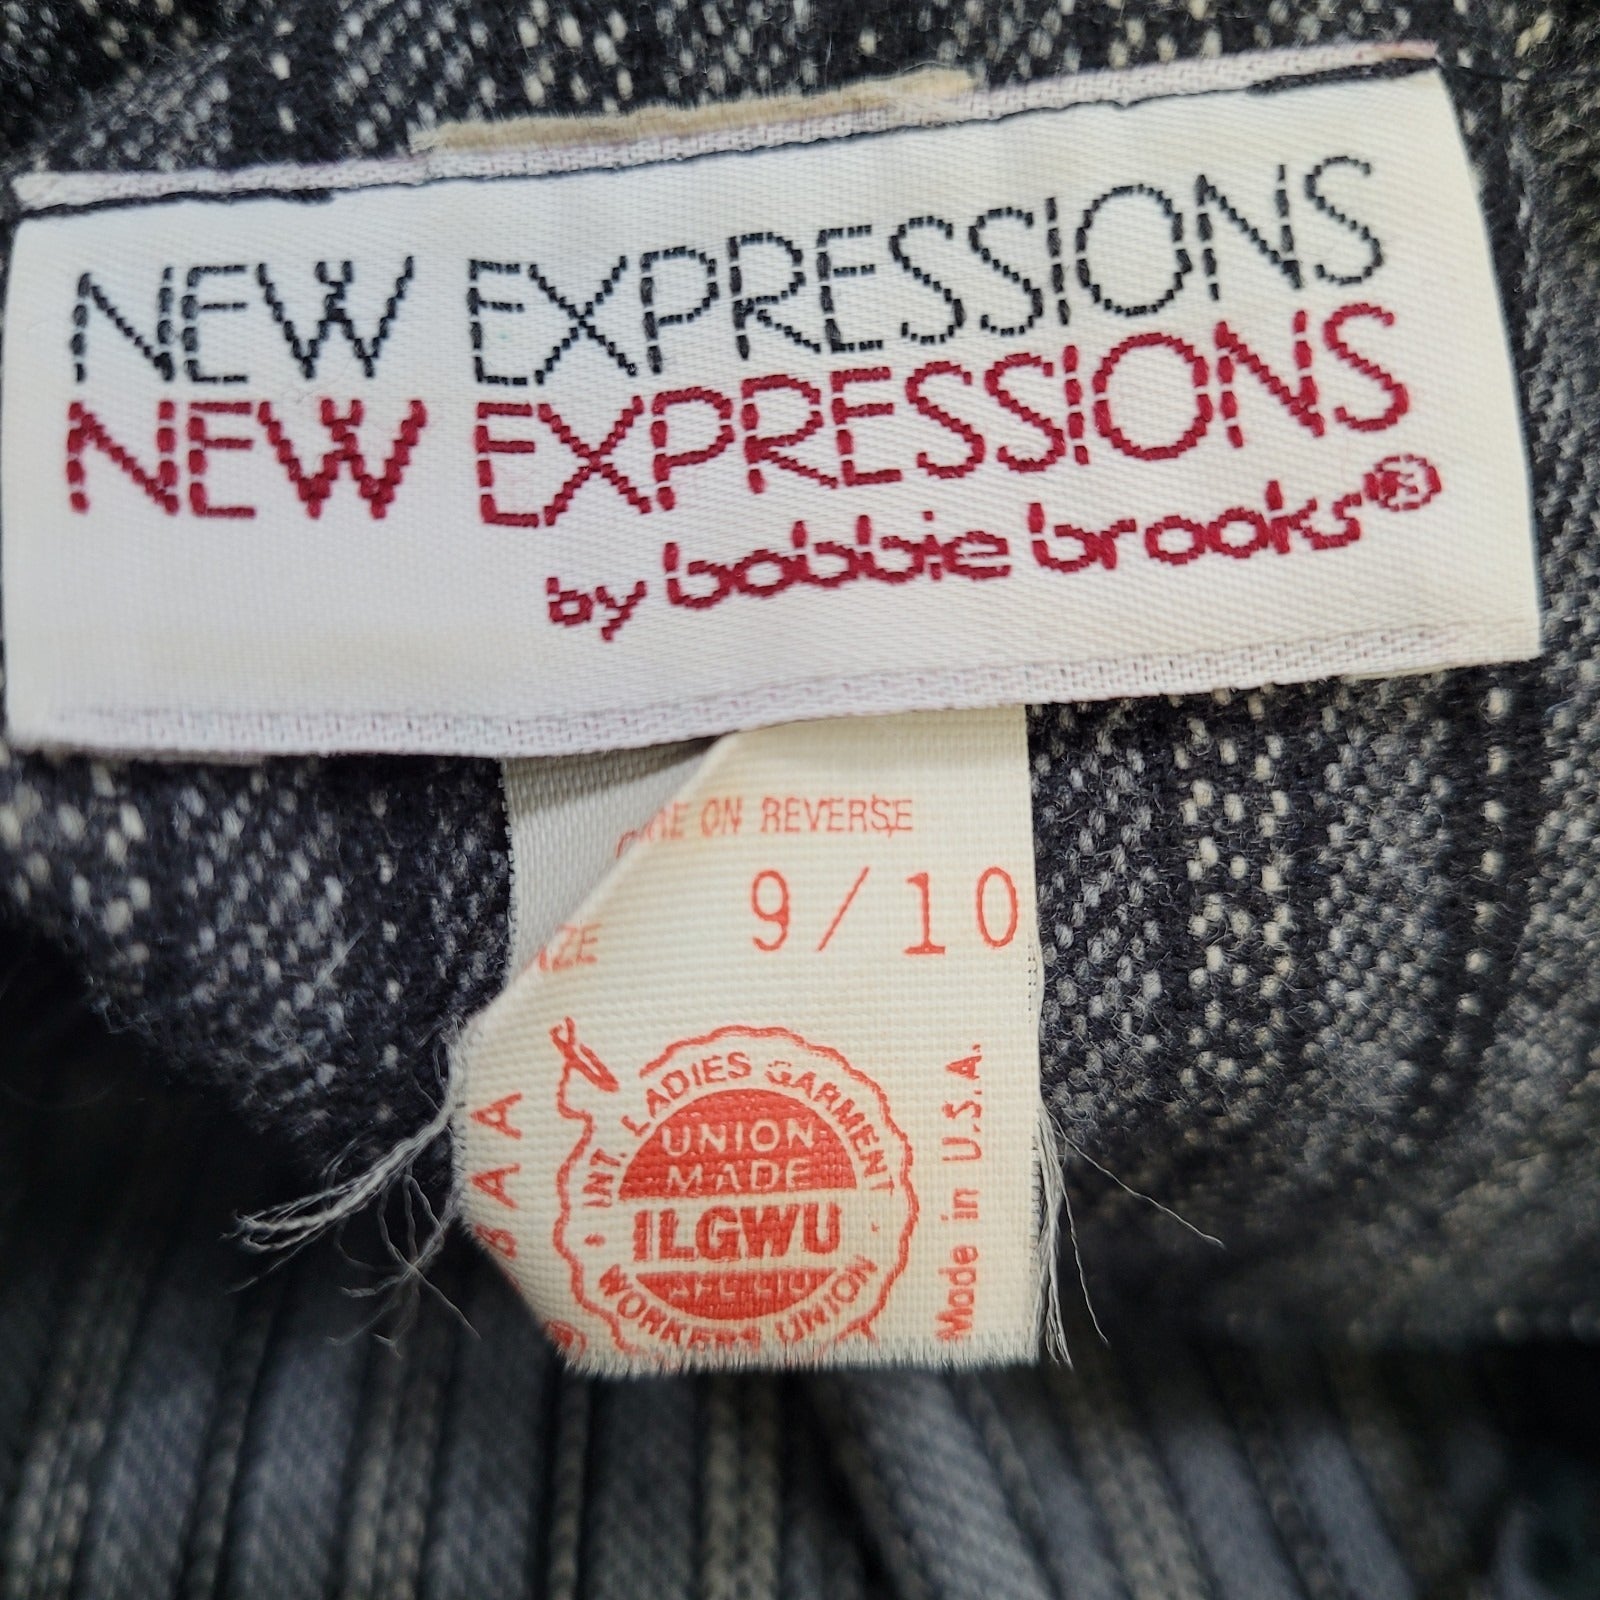 NEW EXPRESSIONS
NEW EXPRESSIONS
by bobbie brooks®
ON REVERSE
9/10
INT. LADIES GARMENT
UNION
MADE
ILGWU
WORKERS UNION
Made in U.S.A.